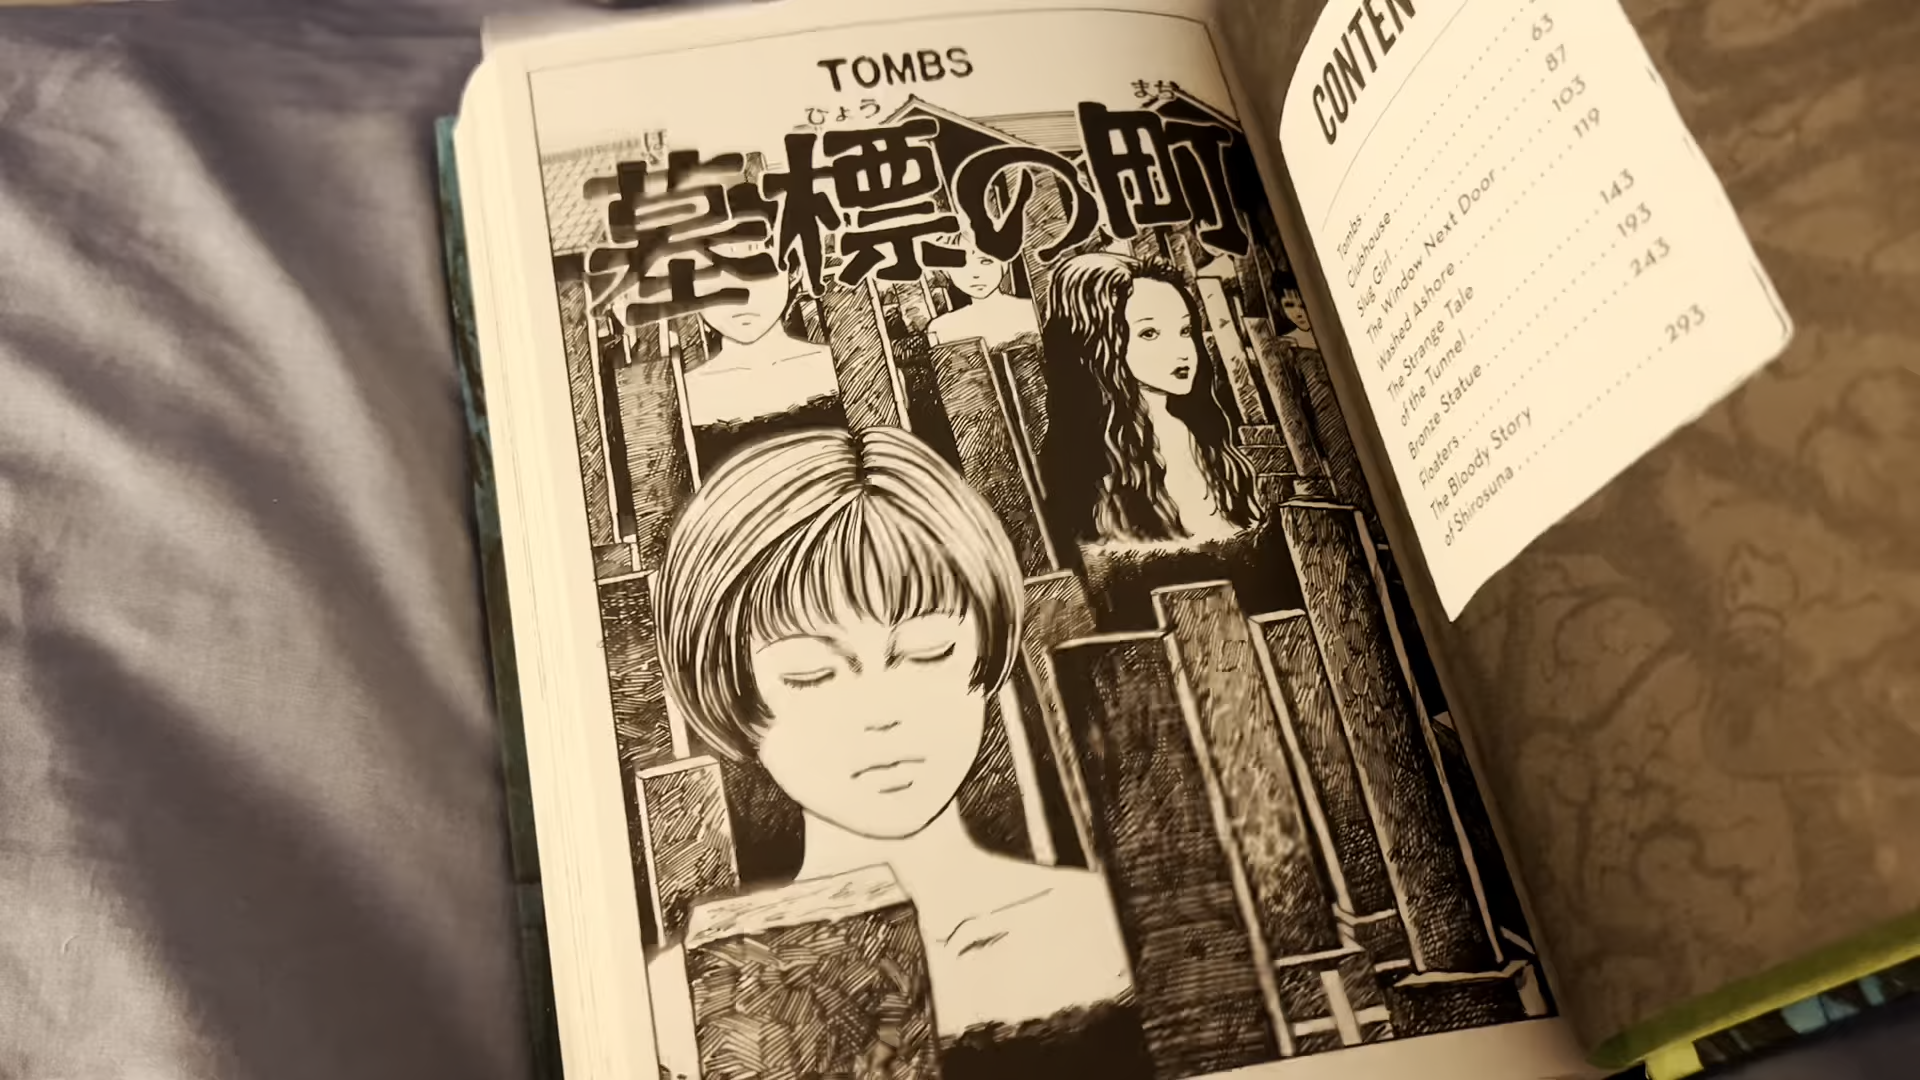 TOMBS
ぼ ひょう まち
墓標の町
CONTEN
Tombs
Clubhouse 63
Slug Girl 87
The Window Next Door 103
Washed Ashore 119
The Strange Tale
of the Tunnel 143
Bronze Statue 193
Floaters 243
The Bloody Story
of Shirosuna 293